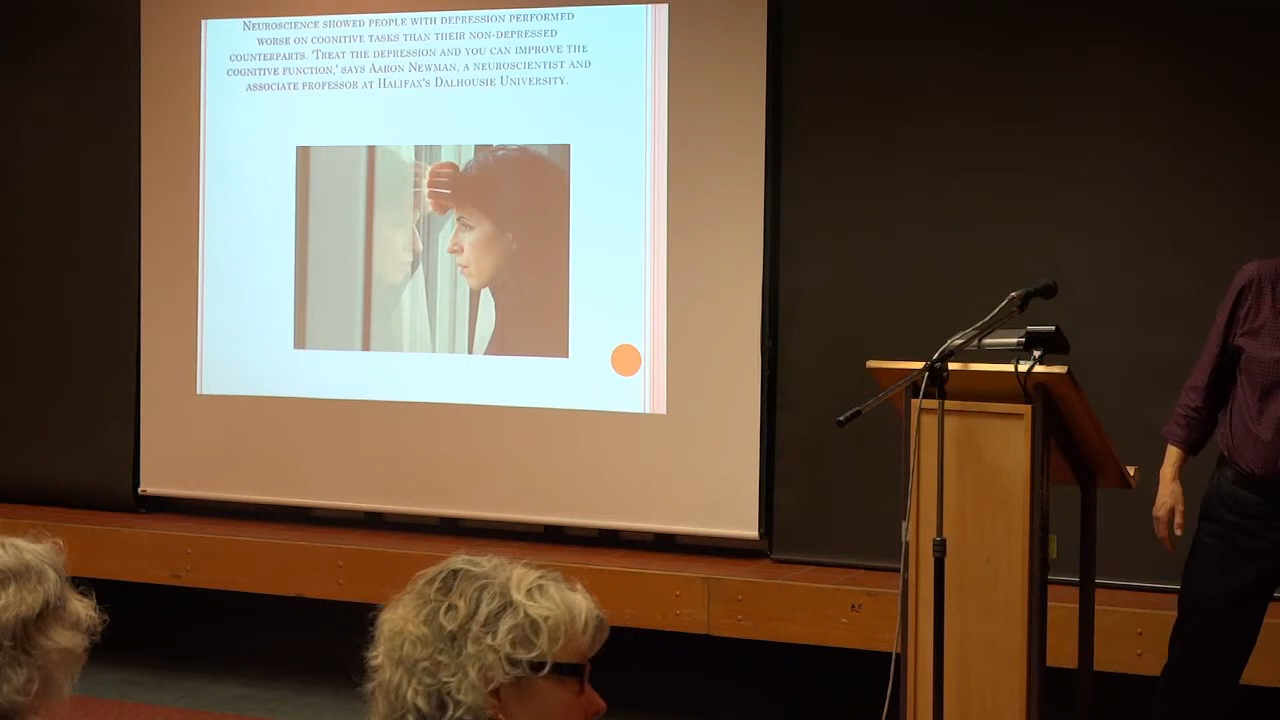 Neuroscience showed people with depression performed
worse on cognitive tasks than their non-depressed
counterparts. 'Treat the depression and you can improve the
cognitive function,' says Aaron Newman, a neuroscientist and
associate professor at Halifax's Dalhousie University.